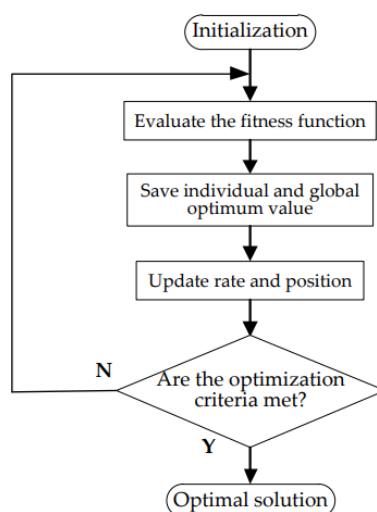 Initialization
Evaluate the fitness function
Save individual and global
optimum value
Update rate and position
N
Are the optimization
criteria met?
Y
Optimal solution